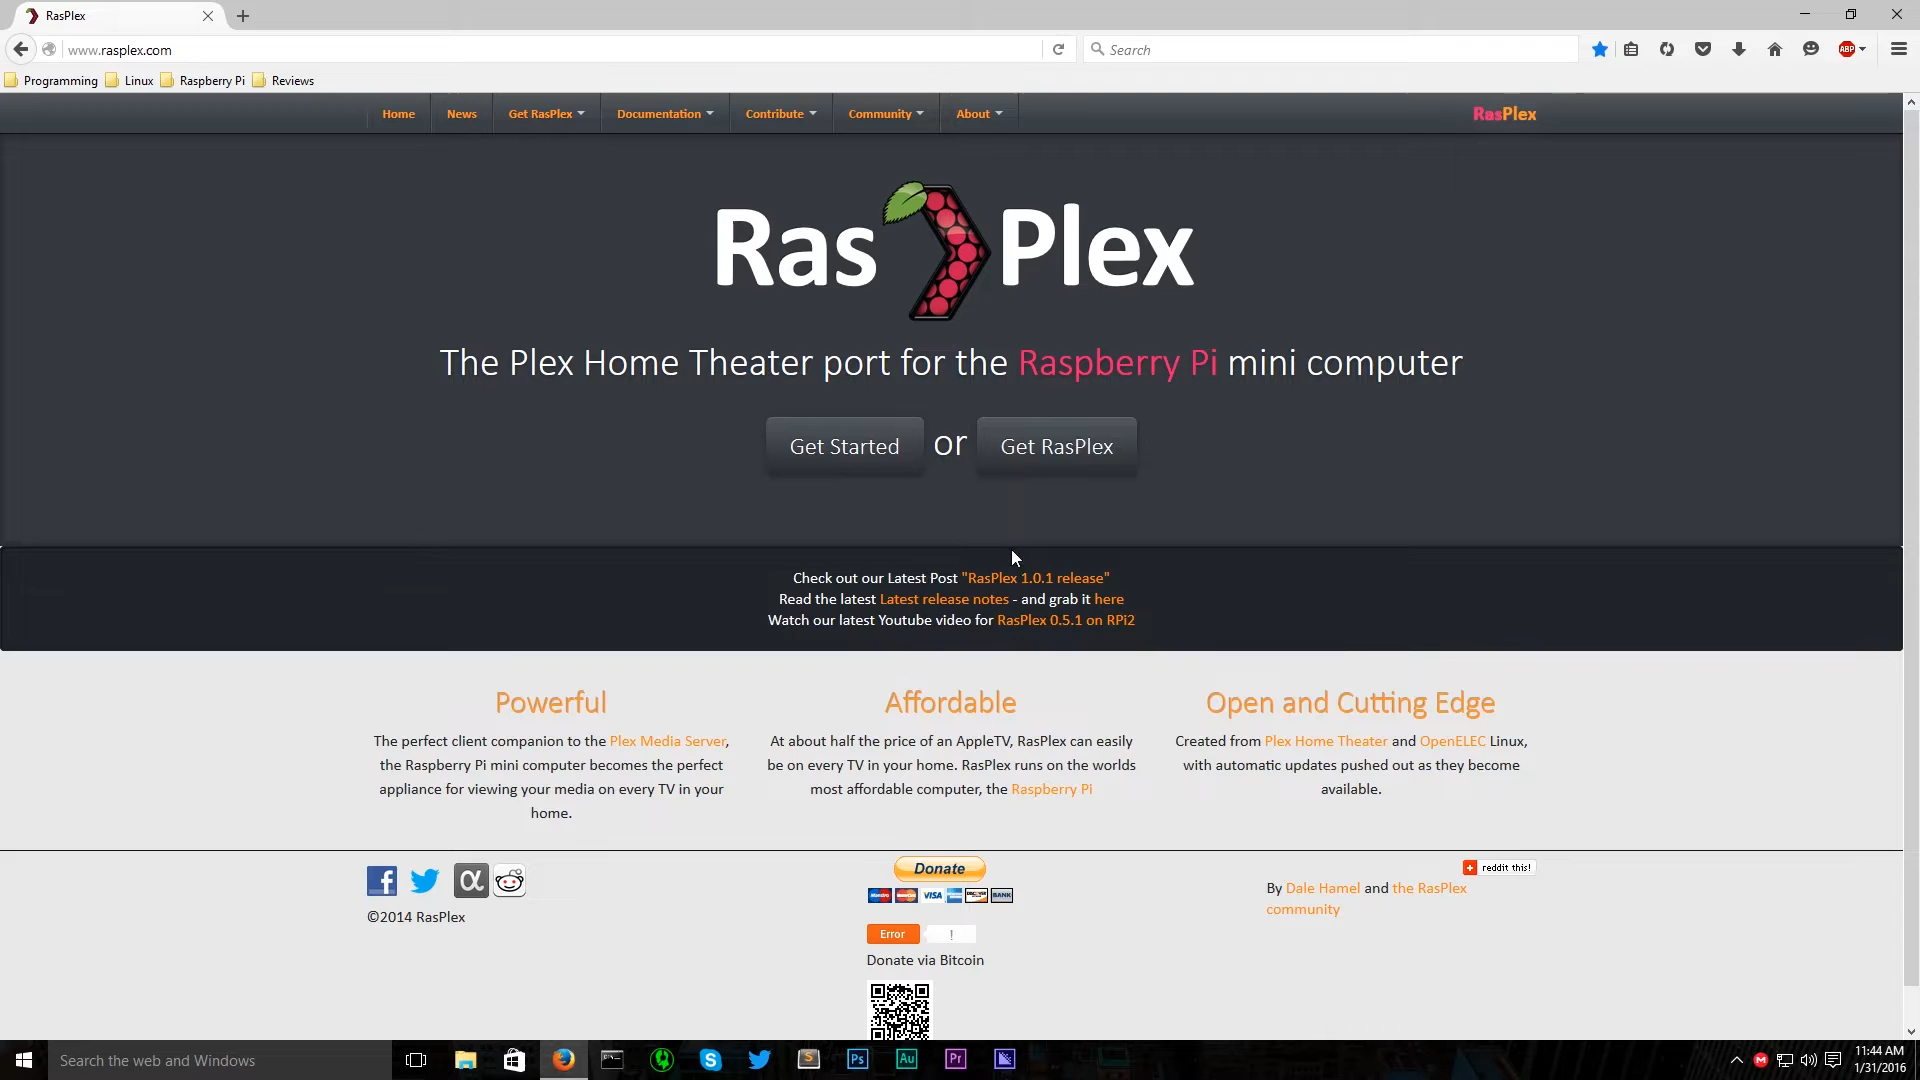 RasPlex
www.rasplex.com
Search
ABP
Programming Linux Raspberry Pi Reviews
Home News Get RasPlex Documentation Contribute Community About RasPlex
Ras Plex
The Plex Home Theater port for the Raspberry Pi mini computer
Get Started or Get RasPlex
Check out our Latest Post "RasPlex 1.0.1 release"
Read the latest Latest release notes - and grab it here
Watch our latest Youtube video for RasPlex 0.5.1 on RPi2
Powerful
The perfect client companion to the Plex Media Server,
the Raspberry Pi mini computer becomes the perfect
appliance for viewing your media on every TV in your
home.
Affordable
At about half the price of an AppleTV, RasPlex can easily
be on every TV in your home. RasPlex runs on the worlds
most affordable computer, the Raspberry Pi
Open and Cutting Edge
Created from Plex Home Theater and OpenELEC Linux,
with automatic updates pushed out as they become
available.
©2014 RasPlex
Donate
VISA BANK
Error !
Donate via Bitcoin
reddit this!
By Dale Hamel and the RasPlex
community
Search the web and Windows
Ps Au Pr
11:44 AM
1/31/2016